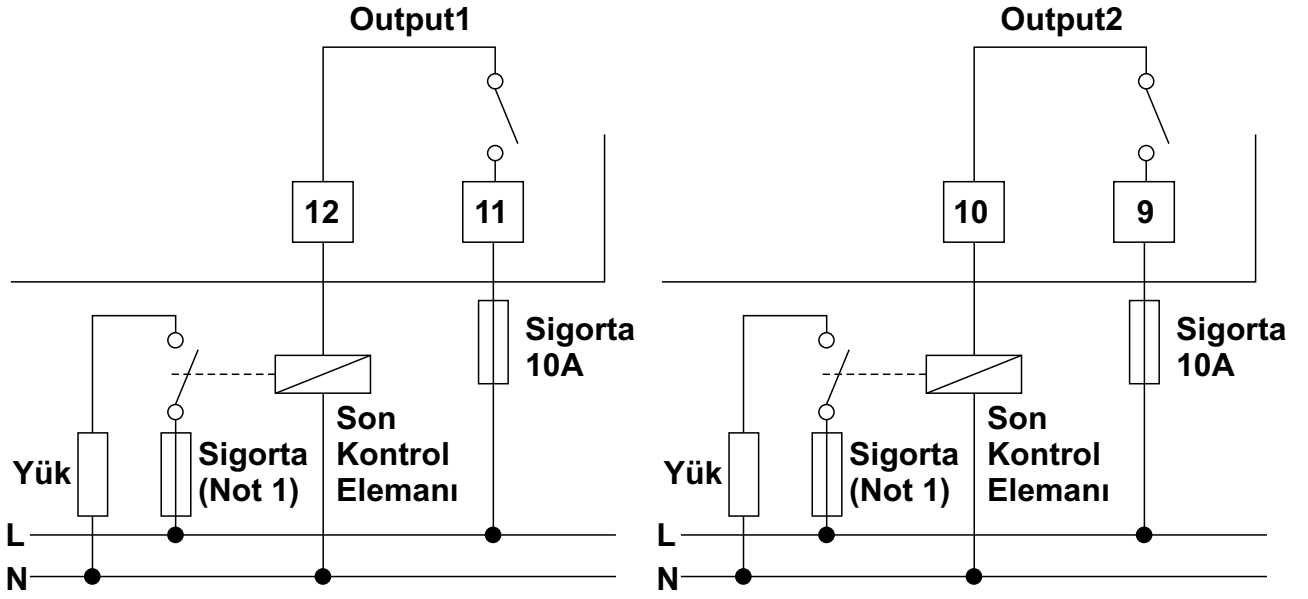 Output1
12
11
Sigorta
10A
Son
Kontrol
Elemanı
Sigorta
(Not 1)
Yük
L
N
Output2
10
9
Sigorta
10A
Son
Kontrol
Elemanı
Sigorta
(Not 1)
Yük
L
N